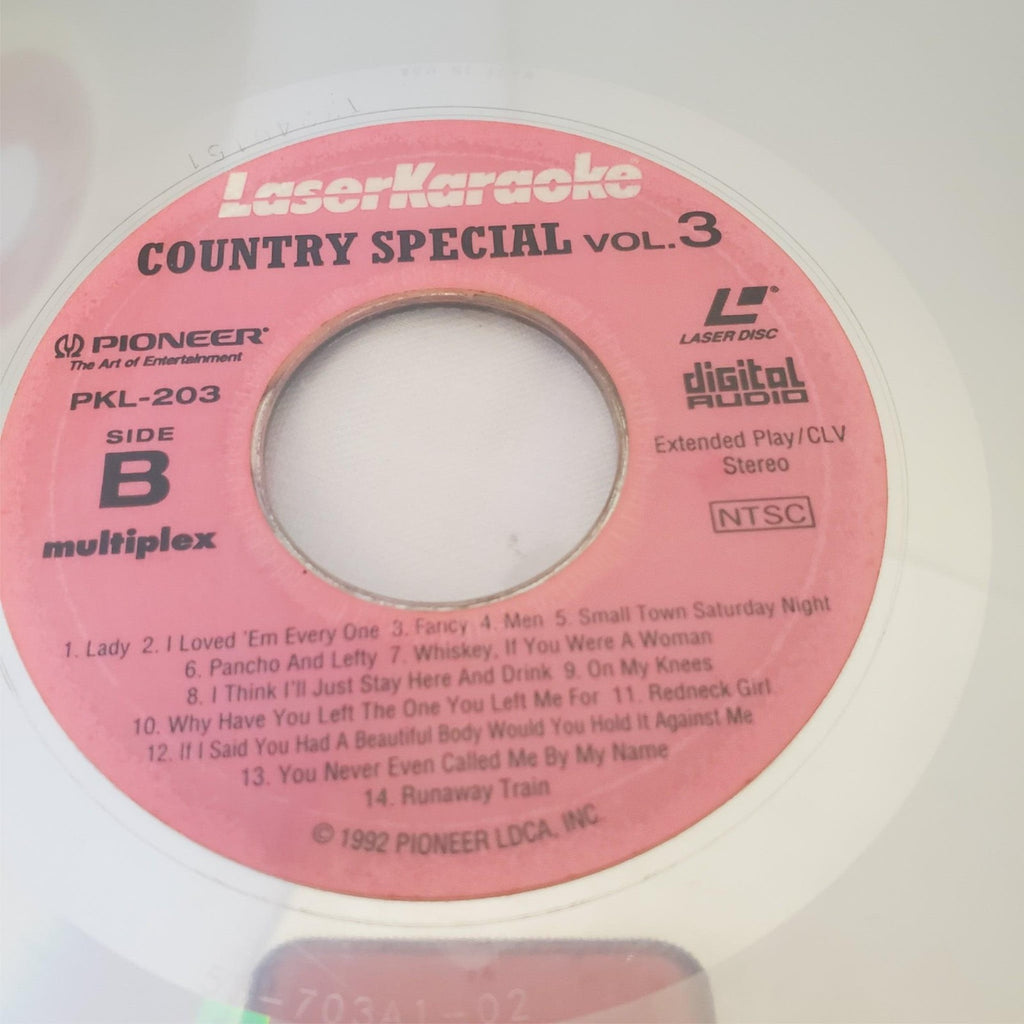 LaserKaraoke
COUNTRY SPECIAL VOL.3
PIONEER®
The Art of Entertainment
PKL-203
SIDE
B
multiplex
®
LASER DISC
digital
AUDIO
Extended Play/CLV
Stereo
NTSC
1. Lady 2. I Loved 'Em Every One 3. Fancy 4. Men 5. Small Town Saturday Night
6. Pancho And Lefty 7. Whiskey, If You Were A Woman
8. I Think I'll Just Stay Here And Drink 9. On My Knees
10. Why Have You Left The One You Left Me For 11. Redneck Girl
12. If I Said You Had A Beautiful Body Would You Hold It Against Me
13. You Never Even Called Me By My Name
14. Runaway Train
© 1992 PIONEER LDCA, INC.
-703A1-02